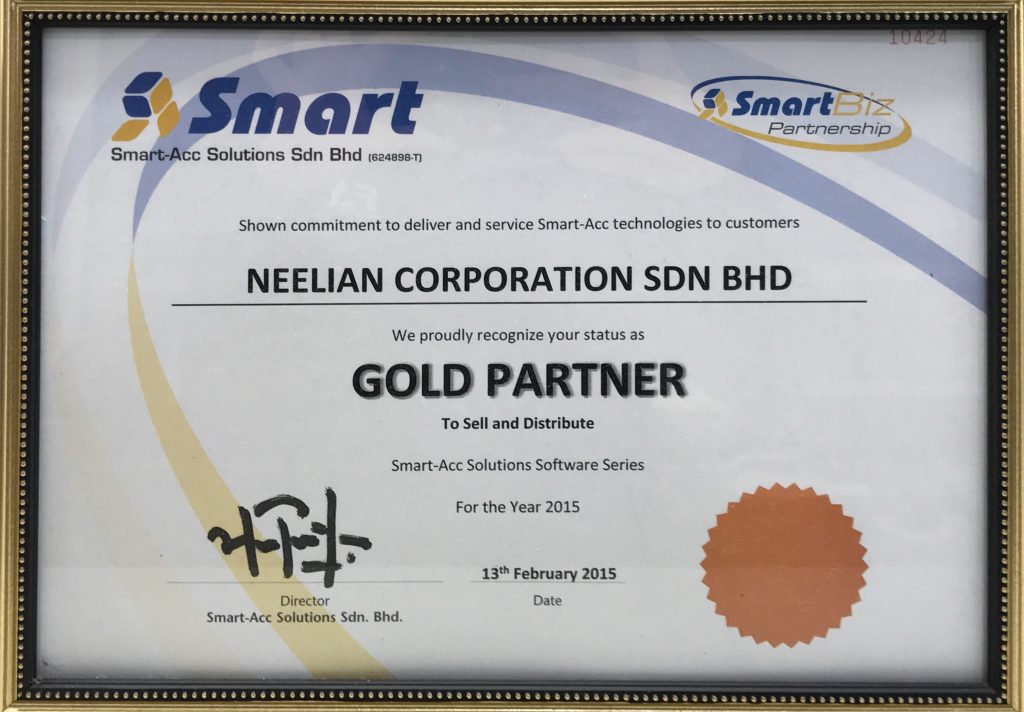 10424
Smart
Smart-Acc Solutions Sdn Bhd (624898-T)
SmartBiz
Partnership
Shown commitment to deliver and service Smart-Acc technologies to customers
NEELIAN CORPORATION SDN BHD
We proudly recognize your status as
GOLD PARTNER
To Sell and Distribute
Smart-Acc Solutions Software Series
For the Year 2015
13th February 2015
Director
Date
Smart-Acc Solutions Sdn. Bhd.